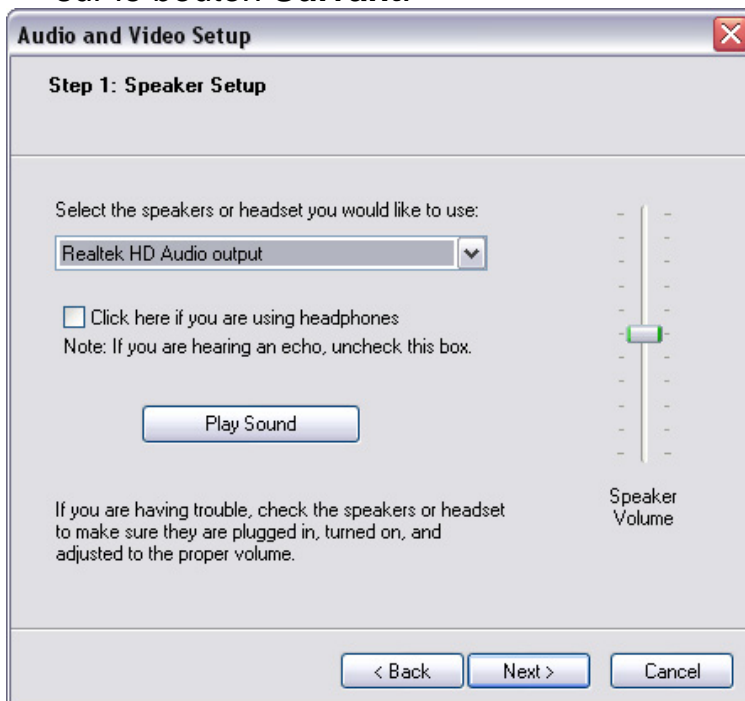 Audio and Video Setup
Step 1: Speaker Setup
Select the speakers or headset you would like to use:
Realtek HD Audio output
Click here if you are using headphones
Note: If you are hearing an echo, uncheck this box.
Play Sound
If you are having trouble, check the speakers or headset
to make sure they are plugged in, turned on, and
adjusted to the proper volume.
Speaker
Volume
< Back
Next >
Cancel